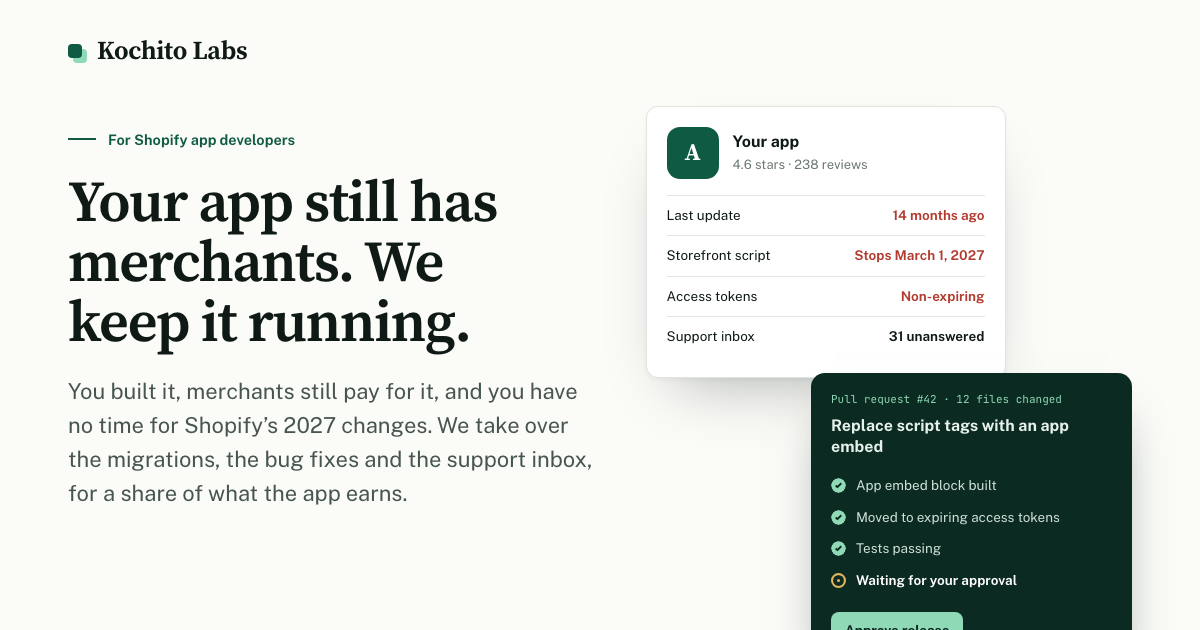 Kochito Labs
For Shopify app developers
Your app still has
merchants. We
keep it running.
You built it, merchants still pay for it, and you have
no time for Shopify’s 2027 changes. We take over
the migrations, the bug fixes and the support inbox,
for a share of what the app earns.
A
Your app
4.6 stars · 238 reviews
Last update 14 months ago
Storefront script Stops March 1, 2027
Access tokens Non-expiring
Support inbox 31 unanswered
Pull request #42 · 12 files changed
Replace script tags with an app
embed
App embed block built
Moved to expiring access tokens
Tests passing
Waiting for your approval
Approve release